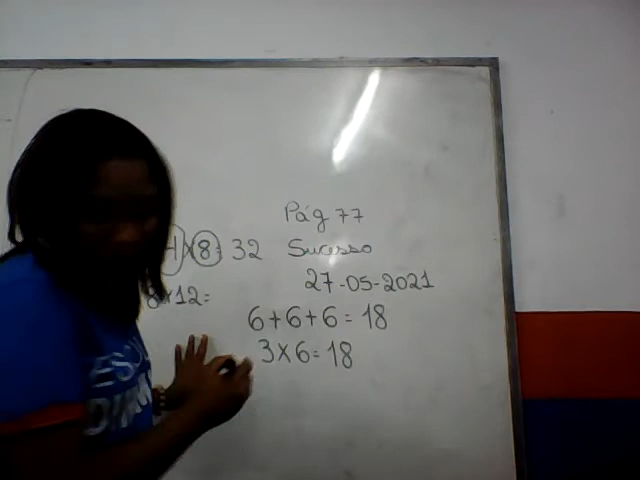 Pág 77
4×8= 32 Sucesso
27-05-2021
8×12=
6+6+6=18
3×6=18